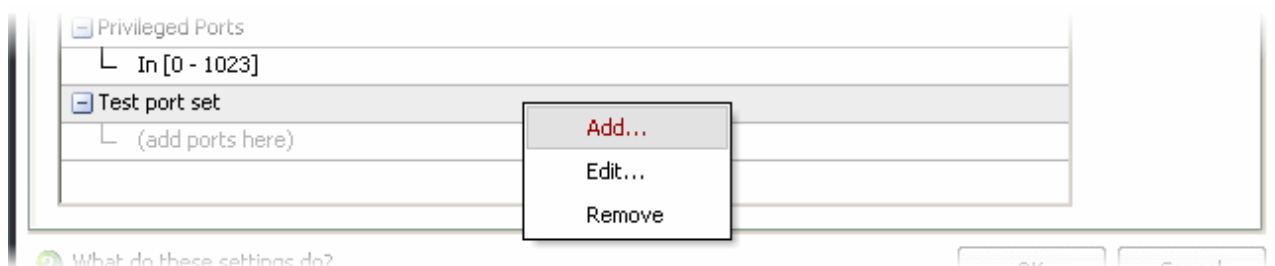 Privileged Ports
In [0 - 1023]
Test port set
(add ports here)
Add...
Edit...
Remove
What do these settings do?